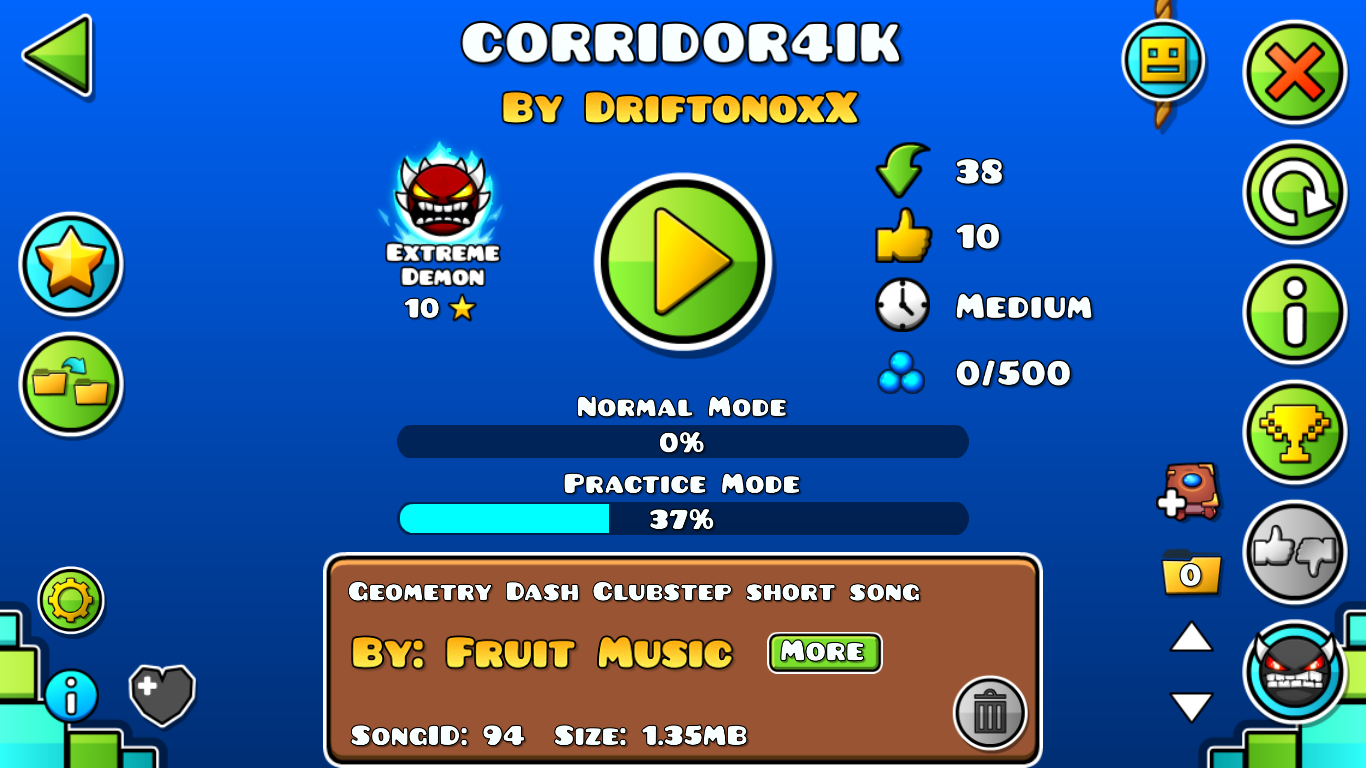 CORRIDOR4IK
By DriftonoxX
38
Extreme
Demon
10
10
Medium
0/500
Normal Mode
0%
Practice Mode
37%
Geometry Dash Clubstep short song
By: Fruit Music
More
0
SongID: 94 Size: 1.35MB